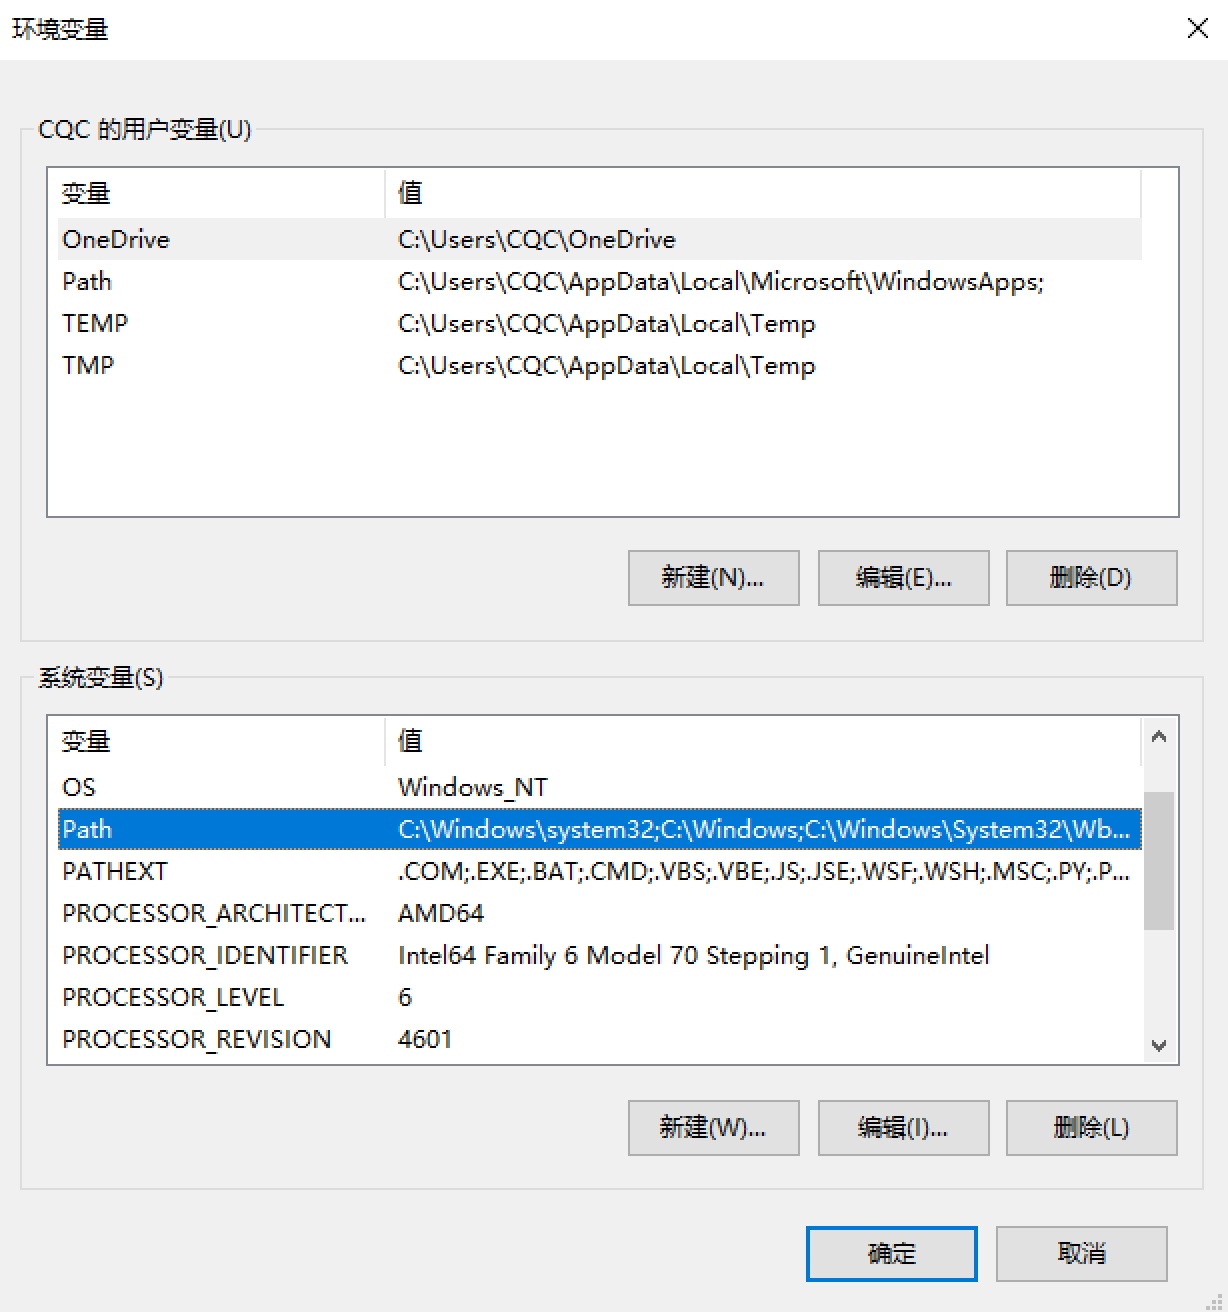 环境变量
CQC 的用户变量(U)
变量 值
OneDrive C:\Users\CQC\OneDrive
Path C:\Users\CQC\AppData\Local\Microsoft\WindowsApps;
TEMP C:\Users\CQC\AppData\Local\Temp
TMP C:\Users\CQC\AppData\Local\Temp
新建(N)... 编辑(E)... 删除(D)
系统变量(S)
变量 值
OS Windows_NT
Path C:\Windows\system32;C:\Windows;C:\Windows\System32\Wb...
PATHEXT .COM;.EXE;.BAT;.CMD;.VBS;.VBE;.JS;.JSE;.WSF;.WSH;.MSC;.PY;.P...
PROCESSOR_ARCHITECT... AMD64
PROCESSOR_IDENTIFIER Intel64 Family 6 Model 70 Stepping 1, GenuineIntel
PROCESSOR_LEVEL 6
PROCESSOR_REVISION 4601
新建(W)... 编辑(I)... 删除(L)
确定 取消